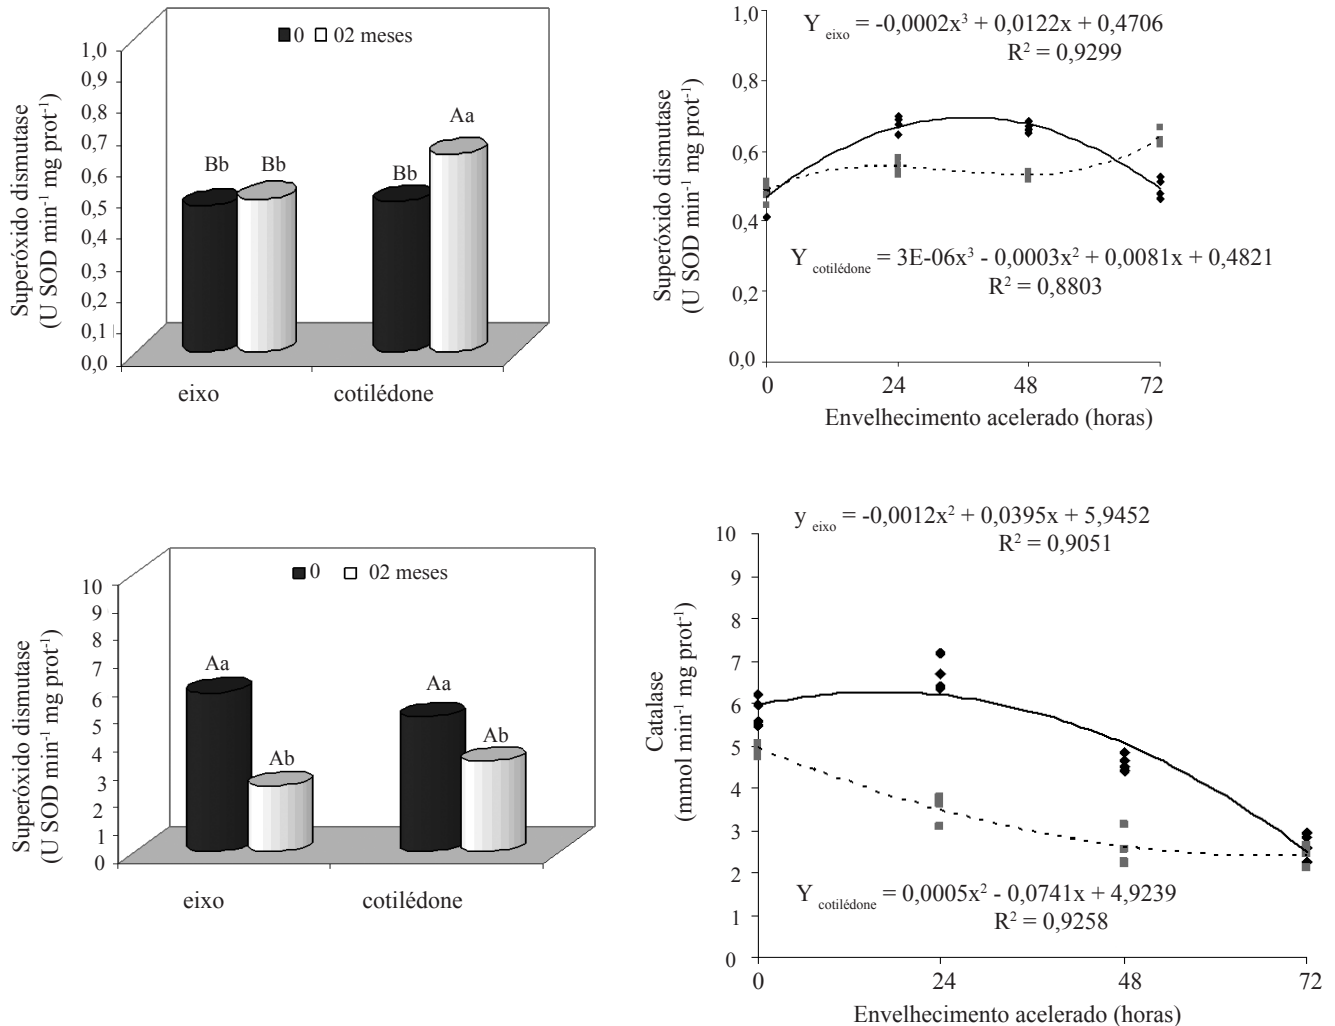 0 02 meses
Superóxido dismutase
(U SOD min-1 mg prot-1)
1,0
0,9
0,8
0,7
0,6
0,5
0,4
0,3
0,2
0,1
0,0
Bb Bb Bb Aa
eixo cotilédone
Y eixo = -0,0002x³ + 0,0122x + 0,4706
R² = 0,9299
Superóxido dismutase
(U SOD min-1 mg prot-1)
1,0
0,8
0,6
0,4
0,2
0,0
Y cotilédone = 3E-06x³ - 0,0003x² + 0,0081x + 0,4821
R² = 0,8803
0 24 48 72
Envelhecimento acelerado (horas)
0 02 meses
Superóxido dismutase
(U SOD min-1 mg prot-1)
10
9
8
7
6
5
4
3
2
1
0
Aa Ab Aa Ab
eixo cotilédone
y eixo = -0,0012x² + 0,0395x + 5,9452
R² = 0,9051
Catalase
(mmol min-1 mg prot-1)
10
9
8
7
6
5
4
3
2
1
0
Y cotilédone = 0,0005x² - 0,0741x + 4,9239
R² = 0,9258
0 24 48 72
Envelhecimento acelerado (horas)